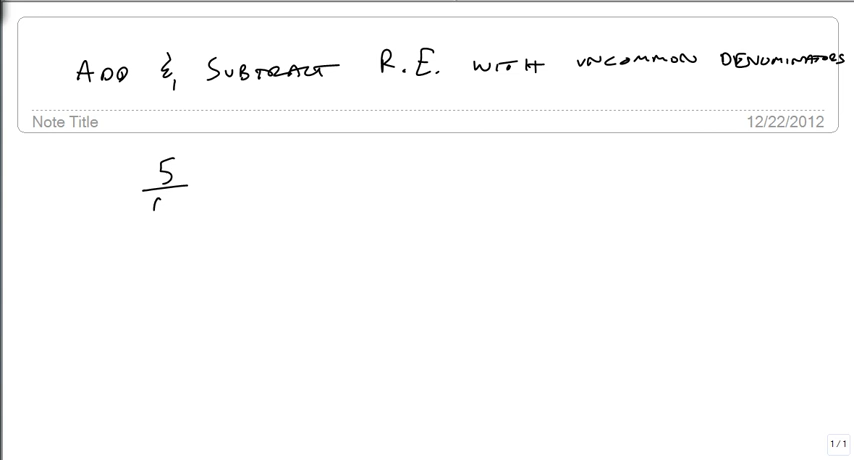 ADD & SUBTRACT R.E. WITH UNCOMMON DENOMINATORS
Note Title 12/22/2012
5
1/1